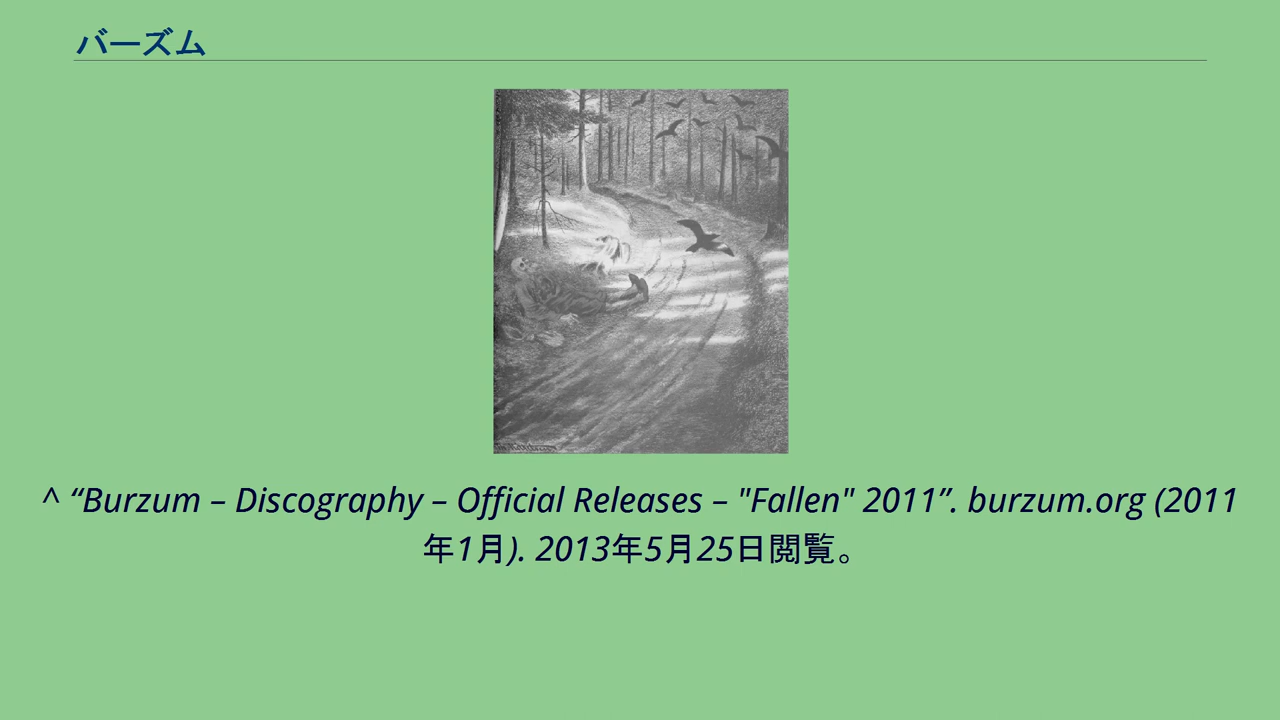 バーズム
^ “Burzum – Discography – Official Releases – "Fallen" 2011”. burzum.org (2011
年1月). 2013年5月25日閲覧。